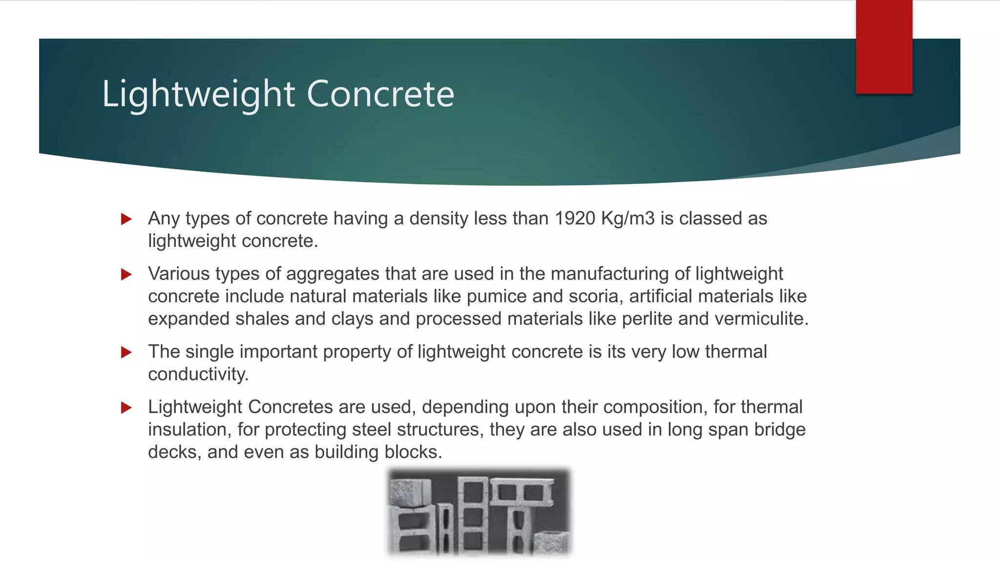 Lightweight Concrete
Any types of concrete having a density less than 1920 Kg/m3 is classed as
lightweight concrete.
Various types of aggregates that are used in the manufacturing of lightweight
concrete include natural materials like pumice and scoria, artificial materials like
expanded shales and clays and processed materials like perlite and vermiculite.
The single important property of lightweight concrete is its very low thermal
conductivity.
Lightweight Concretes are used, depending upon their composition, for thermal
insulation, for protecting steel structures, they are also used in long span bridge
decks, and even as building blocks.